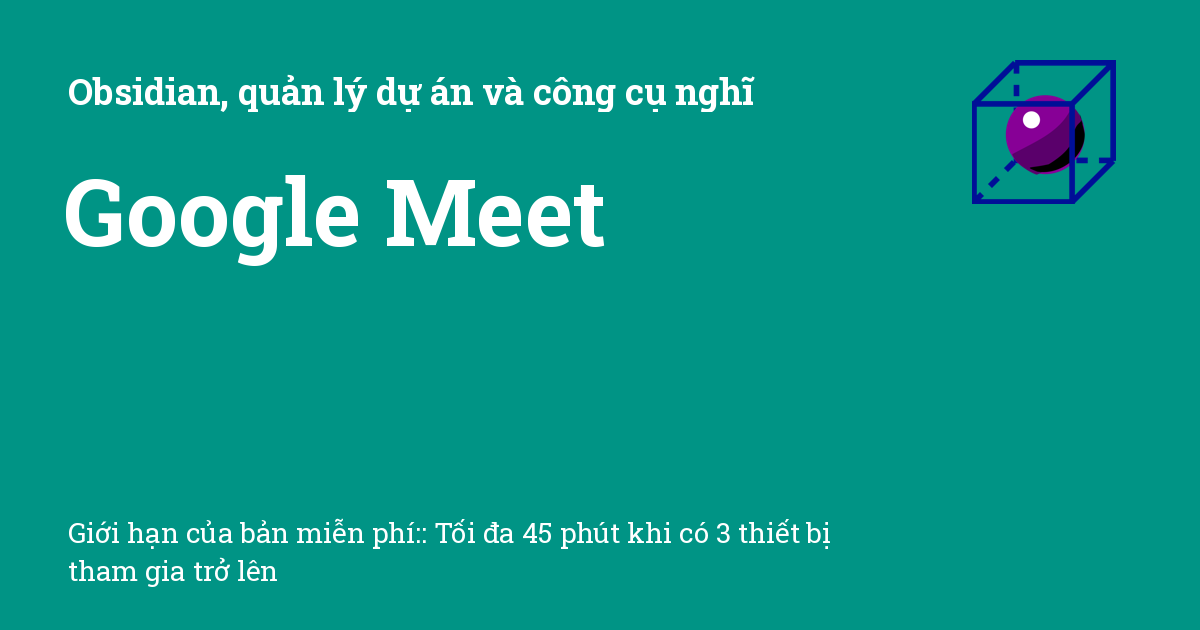 Obsidian, quản lý dự án và công cụ nghĩ
Google Meet
Giới hạn của bản miễn phí:: Tối đa 45 phút khi có 3 thiết bị
tham gia trở lên